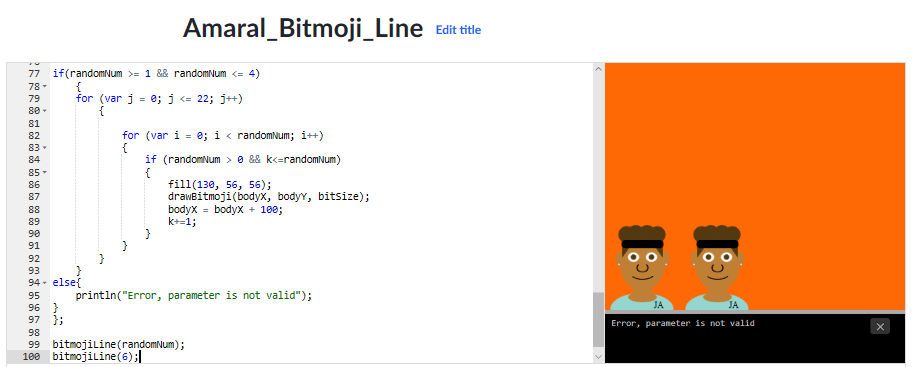 Amaral_Bitmoji_Line Edit title
77 if(randomNum >= 1 && randomNum <= 4)
78 {
79 for (var j = 0; j <= 22; j++)
80 {
81
82 for (var i = 0; i < randomNum; i++)
83 {
84 if (randomNum > 0 && k<=randomNum)
85 {
86 fill(130, 56, 56);
87 drawBitmoji(bodyX, bodyY, bitSize);
88 bodyX = bodyX + 100;
89 k+=1;
90 }
91 }
92 }
93 }
94 else{
95 println("Error, parameter is not valid");
96 }
97 };
98
99 bitmojiLine(randomNum);
100 bitmojiLine(6);
JA JA
Error, parameter is not valid